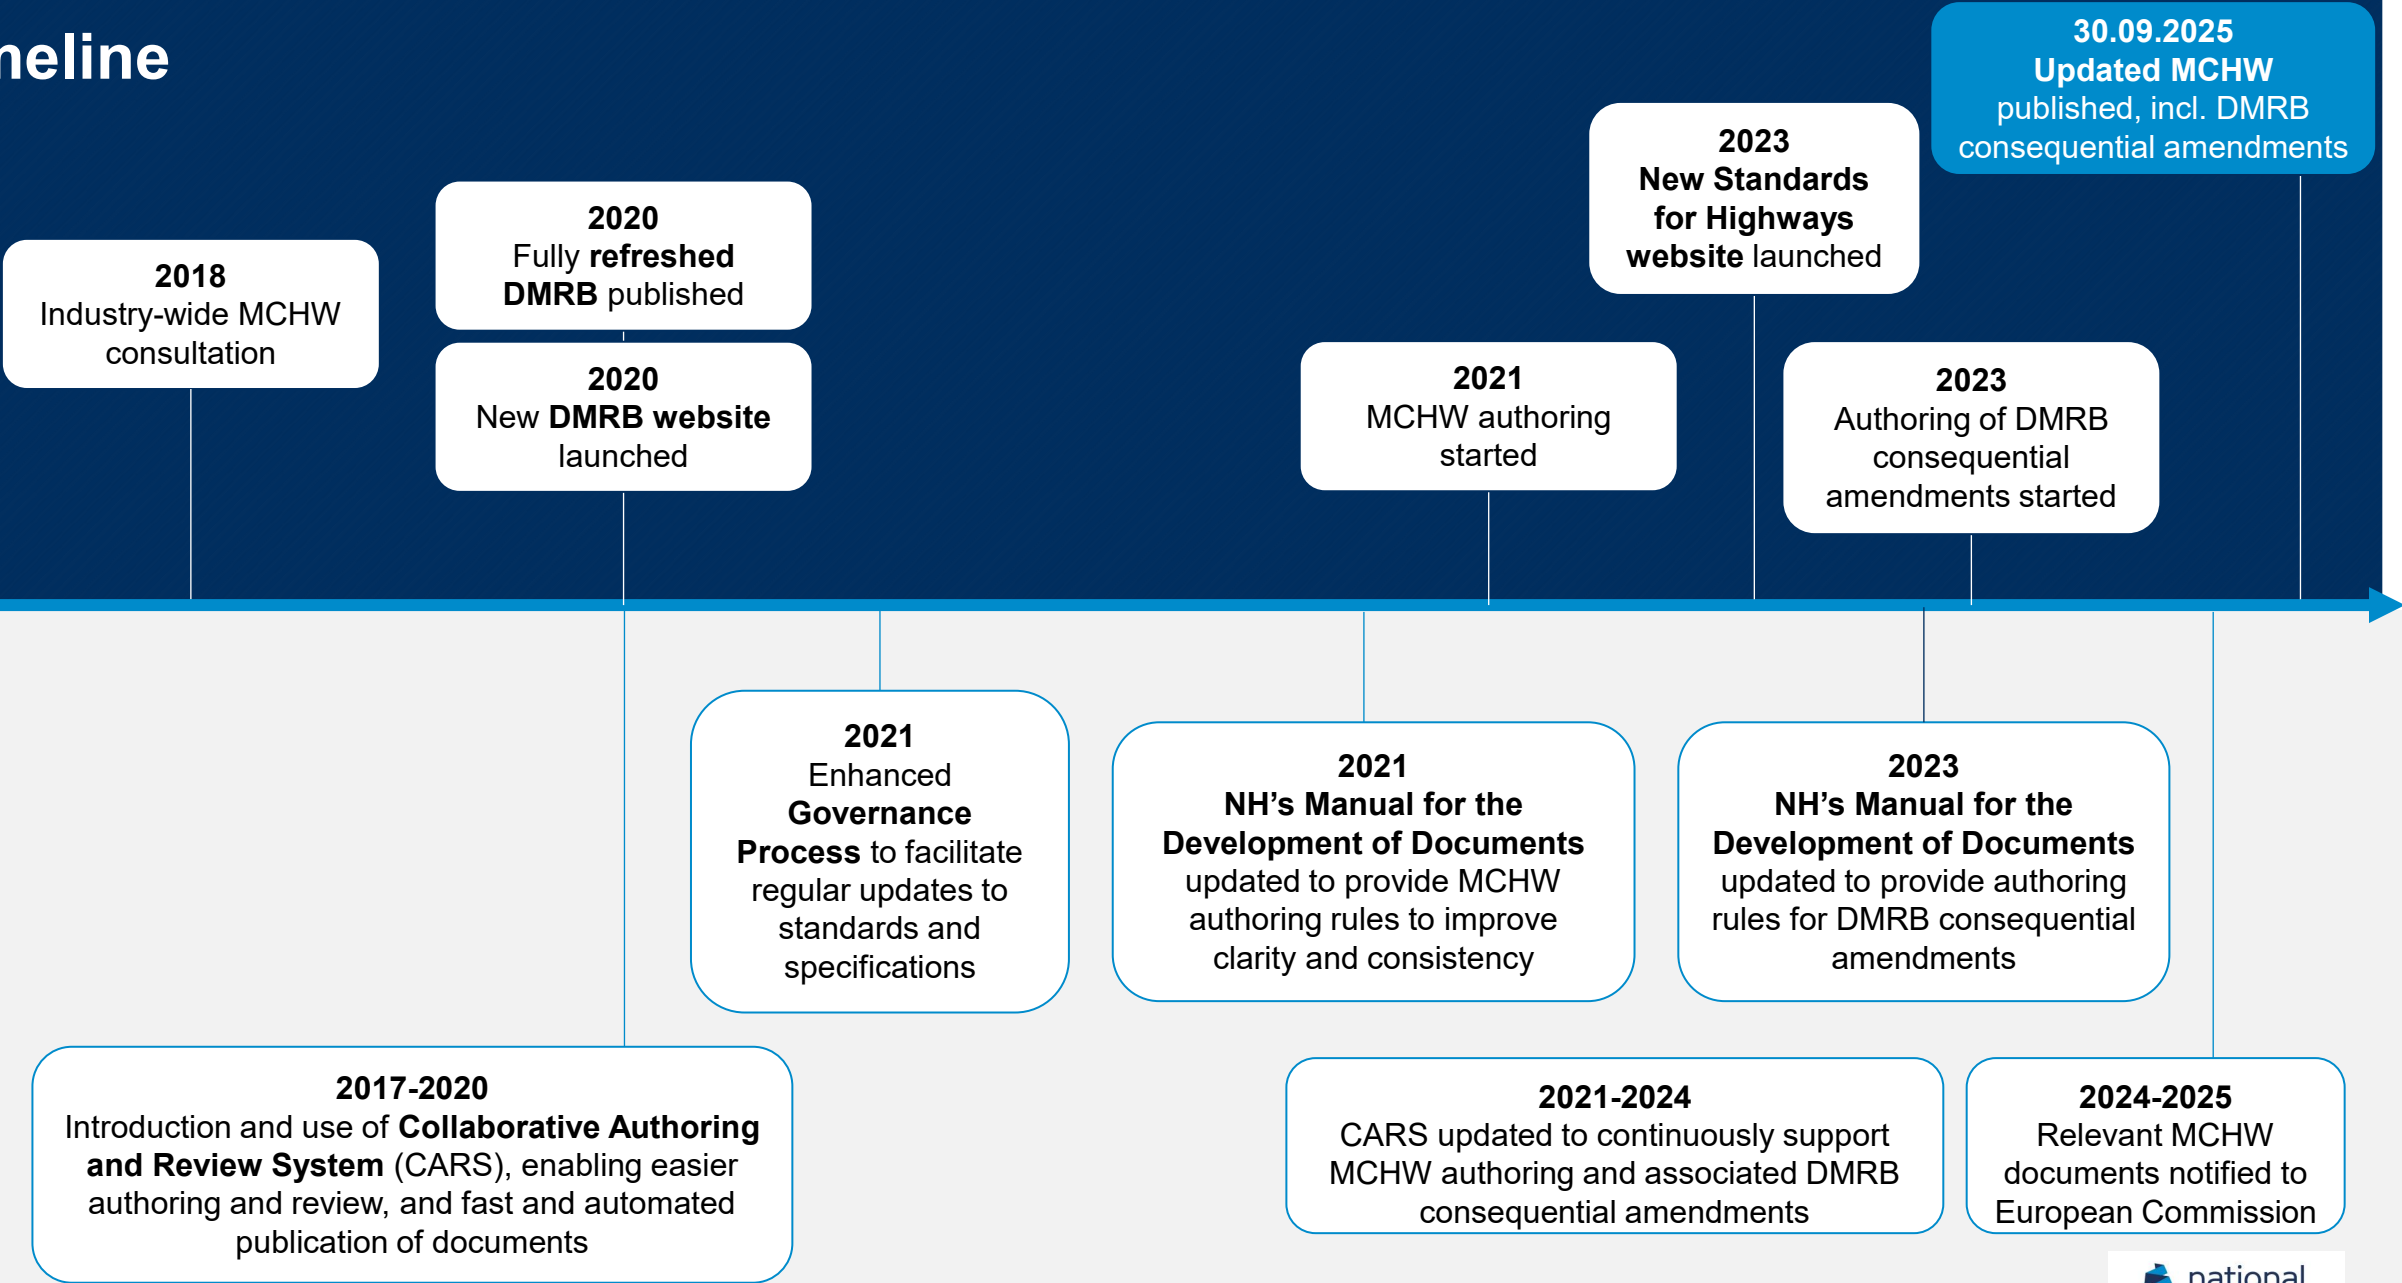 meline
30.09.2025
Updated MCHW
published, incl. DMRB
consequential amendments
2023
New Standards
for Highways
website launched
2020
Fully refreshed
DMRB published
2018
Industry-wide MCHW
consultation
2020
New DMRB website
launched
2021
MCHW authoring
started
2023
Authoring of DMRB
consequential
amendments started
2021
Enhanced
Governance
Process to facilitate
regular updates to
standards and
specifications
2021
NH’s Manual for the
Development of Documents
updated to provide MCHW
authoring rules to improve
clarity and consistency
2023
NH’s Manual for the
Development of Documents
updated to provide authoring
rules for DMRB consequential
amendments
2017-2020
Introduction and use of Collaborative Authoring
and Review System (CARS), enabling easier
authoring and review, and fast and automated
publication of documents
2021-2024
CARS updated to continuously support
MCHW authoring and associated DMRB
consequential amendments
2024-2025
Relevant MCHW
documents notified to
European Commission
national